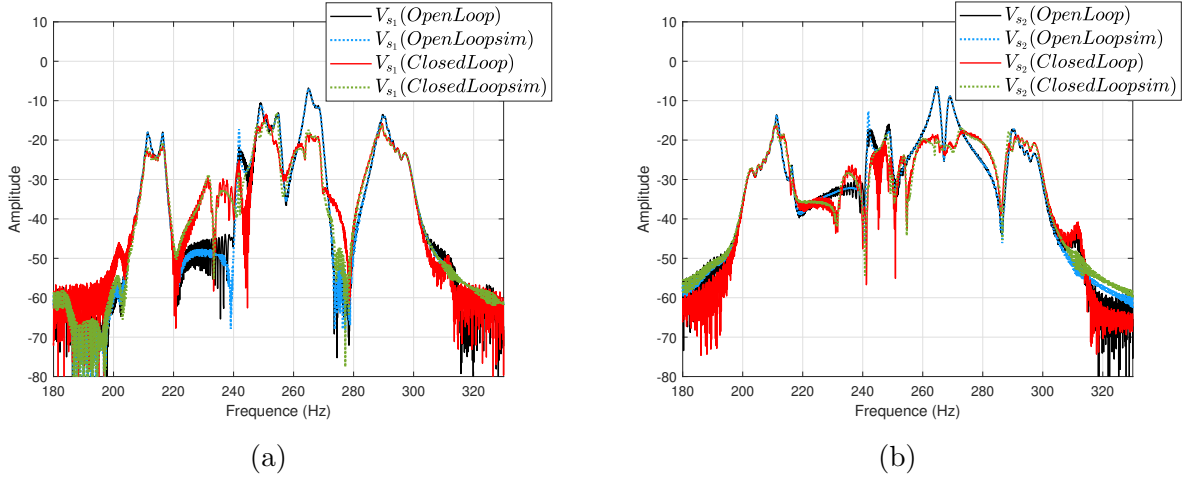 V_{s_1}(OpenLoop)
V_{s_1}(OpenLoopsim)
V_{s_1}(ClosedLoop)
V_{s_1}(ClosedLoopsim)
20
10
0
-10
-20
-30
-40
-50
-60
-70
-80
Amplitude
180 200 220 240 260 280 300 320
Frequence (Hz)
(a)
V_{s_2}(OpenLoop)
V_{s_2}(OpenLoopsim)
V_{s_2}(ClosedLoop)
V_{s_2}(ClosedLoopsim)
10
0
-10
-20
-30
-40
-50
-60
-70
-80
Amplitude
180 200 220 240 260 280 300 320
Frequence (Hz)
(b)